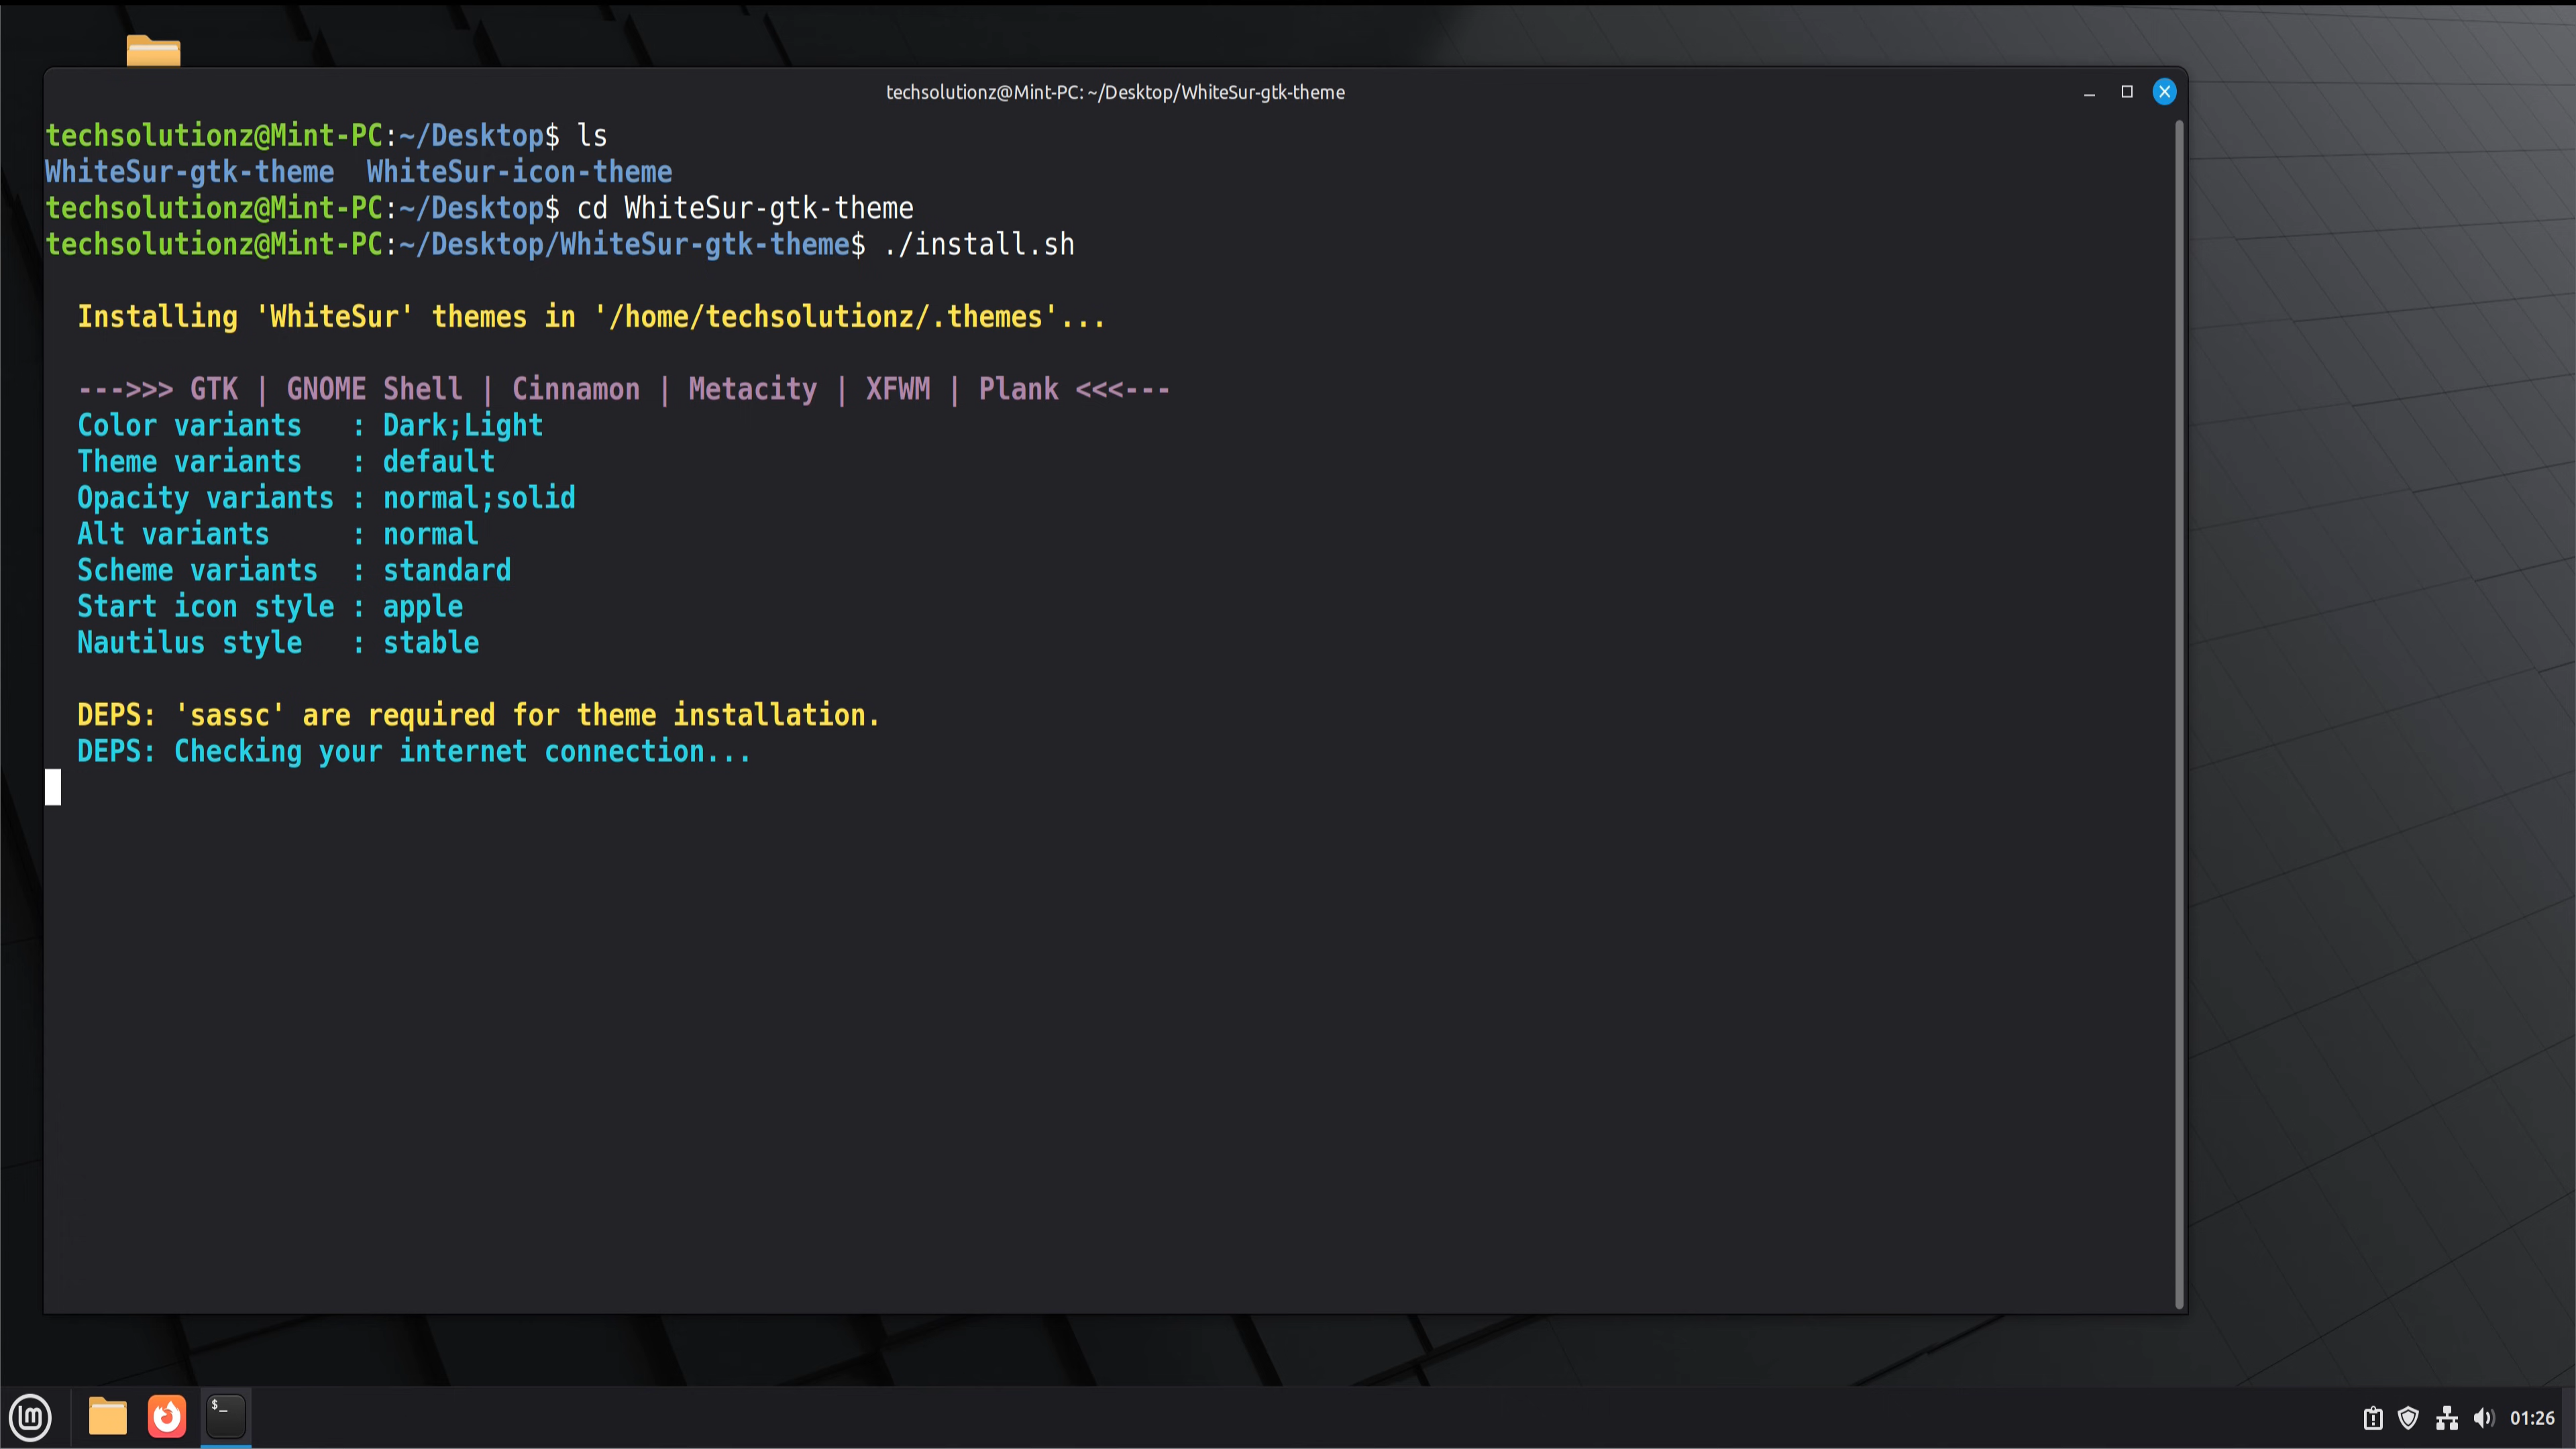 techsolutionz@Mint-PC: ~/Desktop/WhiteSur-gtk-theme
techsolutionz@Mint-PC:~/Desktop$ ls
WhiteSur-gtk-theme  WhiteSur-icon-theme
techsolutionz@Mint-PC:~/Desktop$ cd WhiteSur-gtk-theme
techsolutionz@Mint-PC:~/Desktop/WhiteSur-gtk-theme$ ./install.sh
Installing 'WhiteSur' themes in '/home/techsolutionz/.themes'...
--->>> GTK | GNOME Shell | Cinnamon | Metacity | XFWM | Plank <<<---
Color variants   : Dark;Light
Theme variants   : default
Opacity variants : normal;solid
Alt variants     : normal
Scheme variants  : standard
Start icon style : apple
Nautilus style   : stable
DEPS: 'sassc' are required for theme installation.
DEPS: Checking your internet connection...
$_
01:26